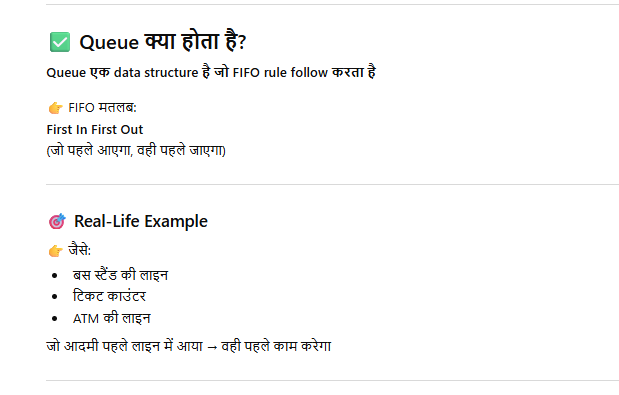 ✅ Queue क्या होता है?
Queue एक data structure है जो FIFO rule follow करता है
👉 FIFO मतलब:
First In First Out
(जो पहले आएगा, वही पहले जाएगा)
🎯 Real-Life Example
👉 जैसे:
• बस स्टैंड की लाइन
• टिकट काउंटर
• ATM की लाइन
जो आदमी पहले लाइन में आया → वही पहले काम करेगा